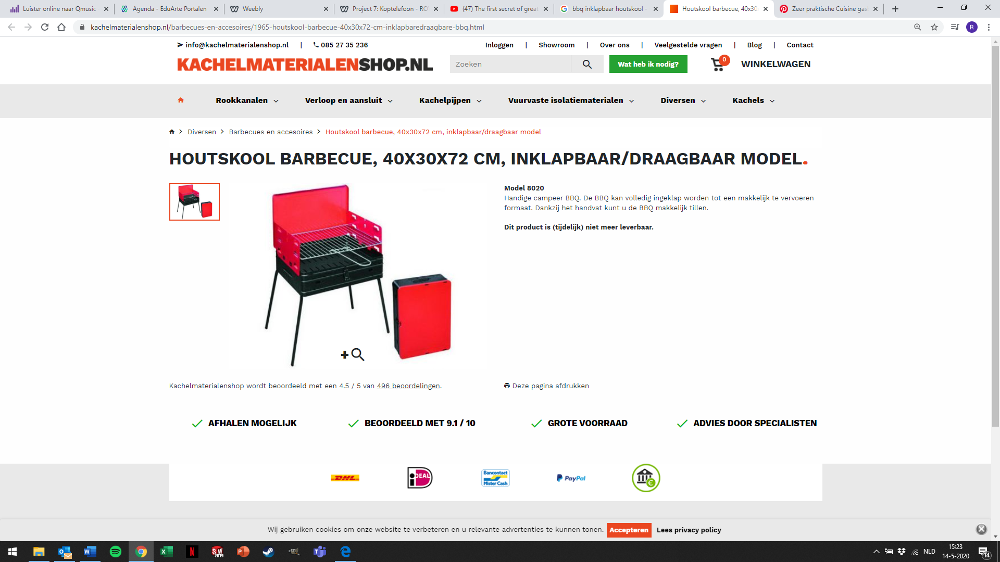 Luister online naar Qmusic
Agenda - EduArte Portalen
Weebly
Project 7: Koptelefoon - RO
(47) The first secret of great
bbq inklapbaar houtskool -
Houtskool barbecue, 40x30
Zeer praktische Cuisine gas
kachelmaterialenshop.nl/barbecues-en-accesoires/1965-houtskool-barbecue-40x30x72-cm-inklapbaredraagbare-bbq.html
R
info@kachelmaterialenshop.nl | 085 27 35 236
Inloggen | Showroom | Over ons | Veelgestelde vragen | Blog | Contact
KACHELMATERIALENSHOP.NL
Zoeken
Wat heb ik nodig?
0
WINKELWAGEN
Rookkanalen
Verloop en aansluit
Kachelpijpen
Vuurvaste isolatiematerialen
Diversen
Kachels
Diversen > Barbecues en accesoires > Houtskool barbecue, 40x30x72 cm, inklapbaar/draagbaar model
HOUTSKOOL BARBECUE, 40X30X72 CM, INKLAPBAAR/DRAAGBAAR MODEL.
Model 8020
Handige campeer BBQ. De BBQ kan volledig ingeklap worden tot een makkelijk te vervoeren
formaat. Dankzij het handvat kunt u de BBQ makkelijk tillen.
Dit product is (tijdelijk) niet meer leverbaar.
Kachelmaterialenshop wordt beoordeeld met een 4.5 / 5 van 496 beoordelingen.
Deze pagina afdrukken
AFHALEN MOGELIJK
BEOORDEELD MET 9.1 / 10
GROTE VOORRAAD
ADVIES DOOR SPECIALISTEN
DHL
iDEAL
Bancontact
Mister Cash
PayPal
€
Wij gebruiken cookies om onze website te verbeteren en u relevante advertenties te kunnen tonen.
Accepteren
Lees privacy policy
SW
2019
NLD
15:23
14-5-2020
14